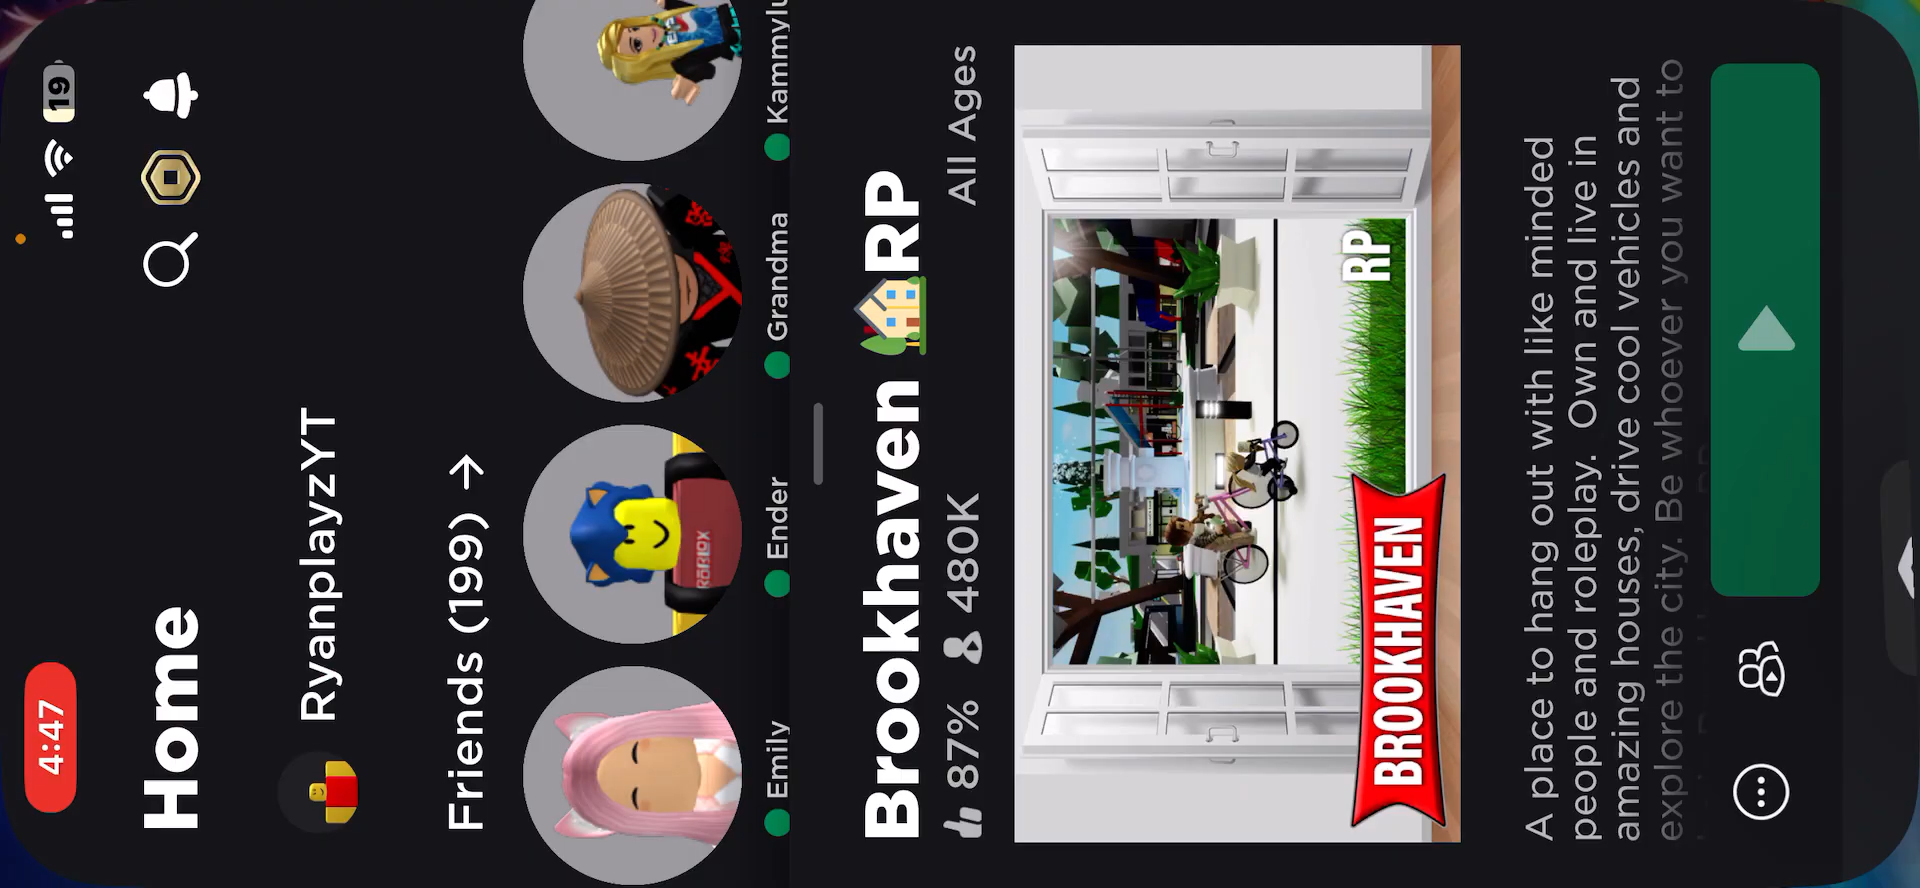 4:47
19
Home
RyanplayzYT
Friends (199) →
Emily
Ender
Grandma
ROBLOX
Brookhaven 🏡RP
87% 480K All Ages
BROOKHAVEN
RP
A place to hang out with like minded
people and roleplay. Own and live in
amazing houses, drive cool vehicles and
explore the city. Be whoever you want to